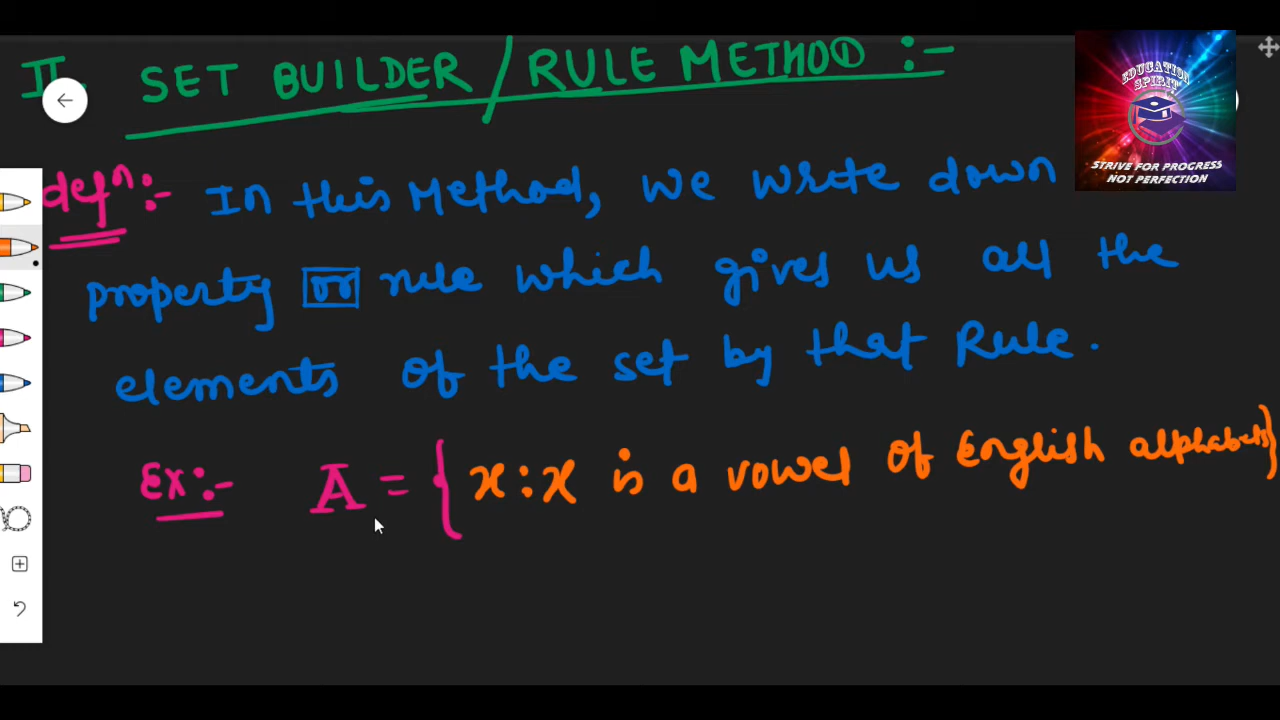 II. SET BUILDER/RULE METHOD :-
EDUCATION
SPIRIT
STRIVE FOR PROGRESS
NOT PERFECTION
defⁿ:- In this Method, we write down
property or rule which gives us all the
elements of the set by that Rule.
Ex:- A = {x:x is a vowel of English alphabets}